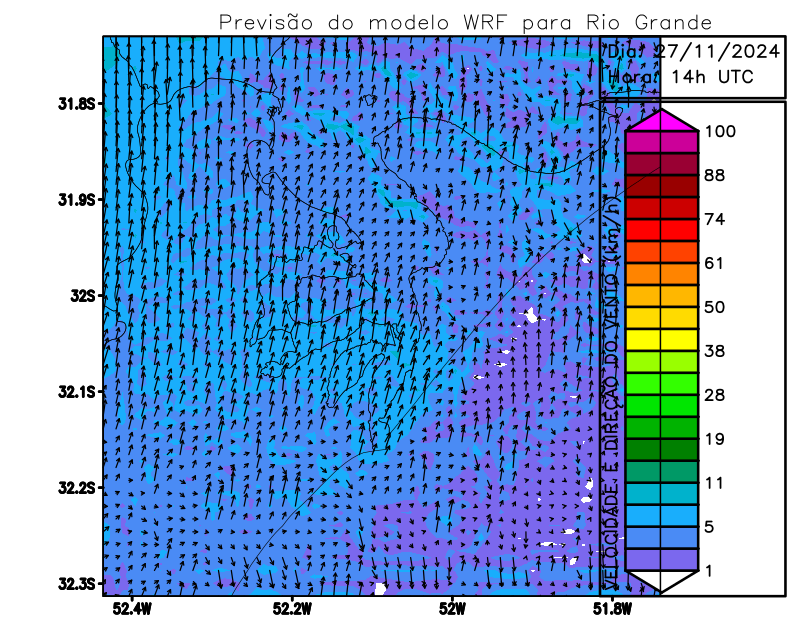 Previsão do modelo WRF para Rio Grande
Dia: 27/11/2024
Hora: 14h UTC
31.8S
31.9S
32S
32.1S
32.2S
32.3S
52.4W
52.2W
52W
51.8W
VELOCIDADE E DIREÇÃO DO VENTO (km/h)
100
88
74
61
50
38
28
19
11
5
1